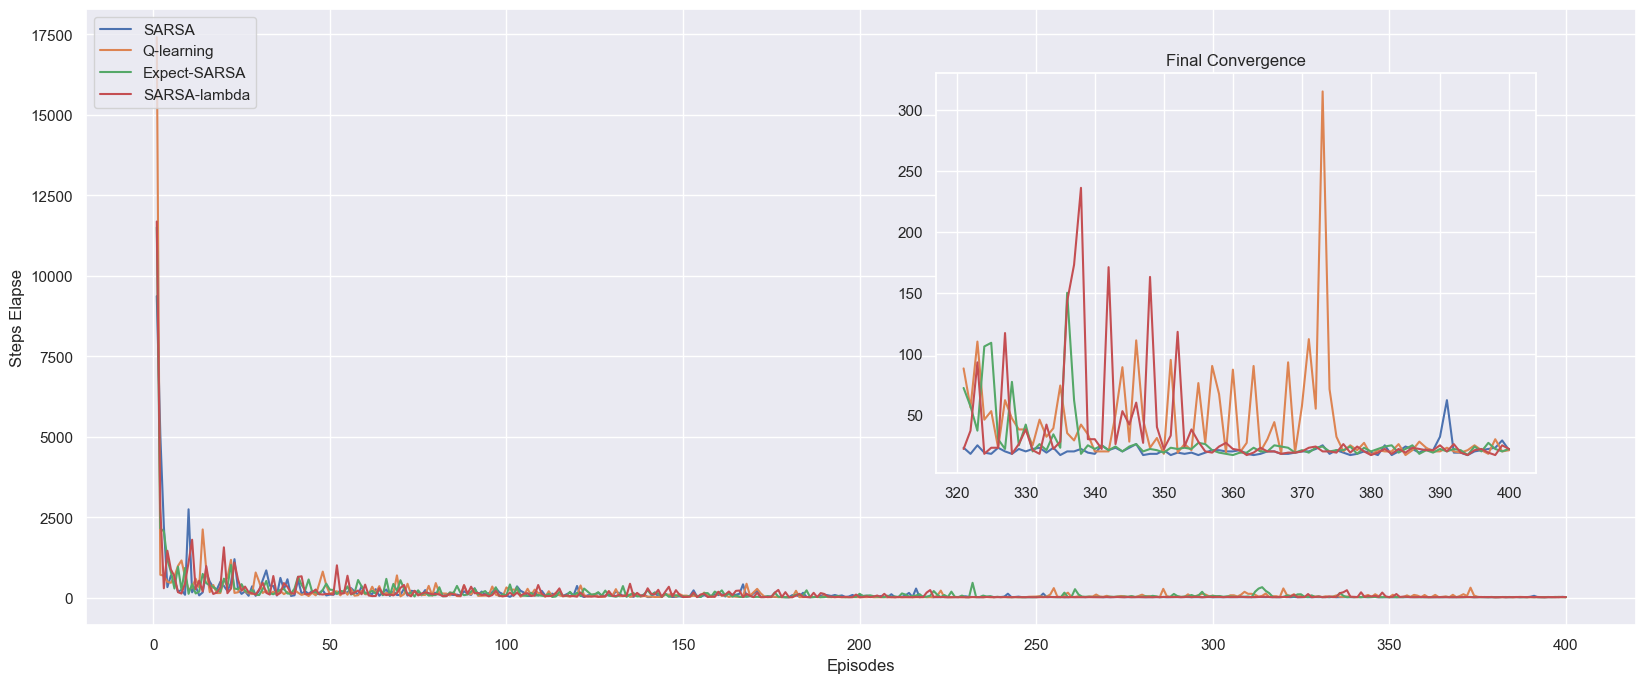 SARSA
Q-learning
Expect-SARSA
SARSA-lambda
17500
15000
12500
10000
7500
5000
2500
0
Steps Elapse
0 50 100 150 200 250 300 350 400
Episodes
Final Convergence
300
250
200
150
100
50
320 330 340 350 360 370 380 390 400